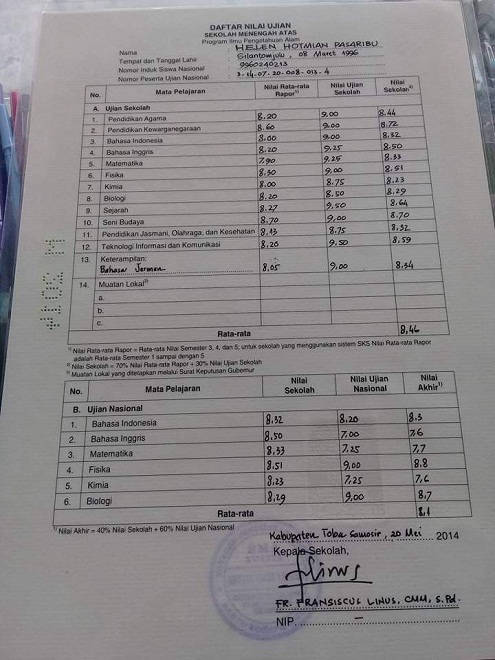 DAFTAR NILAI UJIAN
SEKOLAH MENENGAH ATAS
Program Ilmu Pengetahuan Alam
Nama : HELEN HOTMIAN PASARIBU
Tempat dan Tanggal Lahir : Silantomjulu, 08 Maret 1996
Nomor Induk Siswa Nasional : 9960240213
Nomor Peserta Ujian Nasional : 3-14-07-20-008-013-4
No. Mata Pelajaran Nilai Rata-rata Rapor1) Nilai Ujian Sekolah Nilai Sekolah2)
A. Ujian Sekolah
1. Pendidikan Agama 8.20 9,00 8.44
2. Pendidikan Kewarganegaraan 8.60 9.00 8.72
3. Bahasa Indonesia 8.00 9.00 8.32
4. Bahasa Inggris 8.20 9.25 8.50
5. Matematika 7.90 9.25 8.33
6. Fisika 8.30 9.00 8.51
7. Kimia 8.00 8.75 8.23
8. Biologi 8.20 8.50 8.29
9. Sejarah 8.27 9,50 8.64
10. Seni Budaya 8.70 9,00 8.70
11. Pendidikan Jasmani, Olahraga, dan Kesehatan 8.13 8.75 8,32
12. Teknologi Informasi dan Komunikasi 8.20 9.50 8.59
13. Keterampilan:
Bahasa Jerman 8.05 9,00 8.34
14. Muatan Lokal3)
a.
b.
c.
Rata-rata 8,46
1) Nilai Rata-rata Rapor = Rata-rata Nilai Semester 3, 4, dan 5; untuk sekolah yang menggunakan sistem SKS Nilai Rata-rata Rapor
adalah Rata-rata Semester 1 sampai dengan 5
2) Nilai Sekolah = 70% Nilai Rata-rata Rapor + 30% Nilai Ujian Sekolah
3) Muatan Lokal yang ditetapkan melalui Surat Keputusan Gubernur
No. Mata Pelajaran Nilai Sekolah Nilai Ujian Nasional Nilai Akhir1)
B. Ujian Nasional
1. Bahasa Indonesia 8,32 8,20 8.3
2. Bahasa Inggris 8,50 7,00 7,6
3. Matematika 8,33 7,25 7,7
4. Fisika 8.51 9,00 8.8
5. Kimia 8,23 7,25 7,6
6. Biologi 8,29 9,00 8,7
Rata-rata 8,1
1) Nilai Akhir = 40% Nilai Sekolah + 60% Nilai Ujian Nasional
Kabupaten Toba Samosir, 20 Mei 2014
Kepala Sekolah,
FR. FRANSISCUS LINUS, CMM, S.Pd.
NIP. –